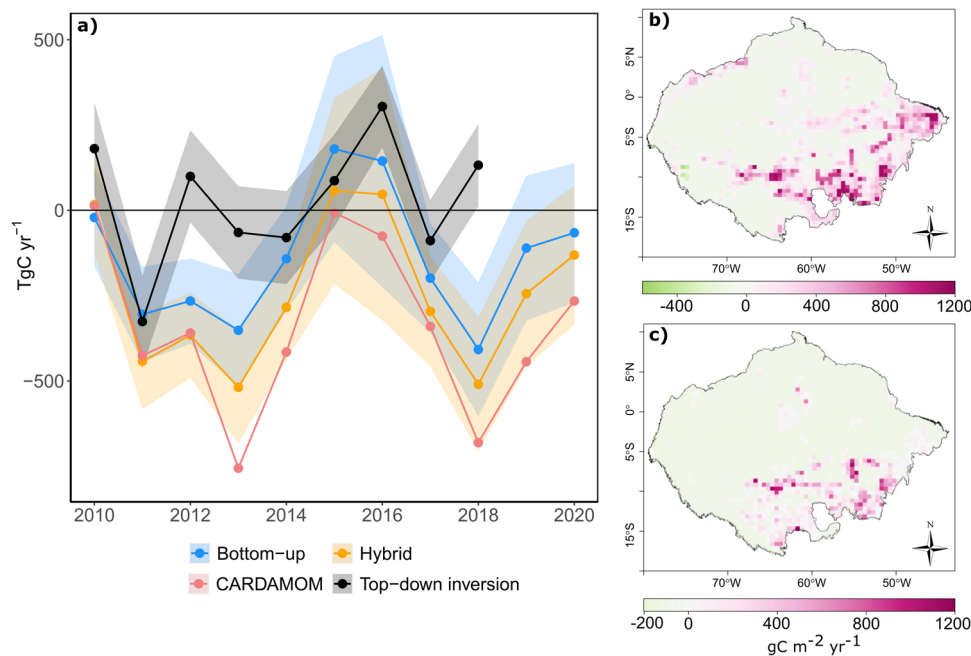 a)
TgC yr⁻¹
500
0
−500
2010 2012 2014 2016 2018 2020
Bottom−up Hybrid
CARDAMOM Top−down inversion
b)
5°N
0°
5°S
15°S
N
70°W 60°W 50°W
-400 0 400 800 1200
c)
5°N
0°
5°S
15°S
N
70°W 60°W 50°W
-200 0 400 800 1200
gC m⁻² yr⁻¹